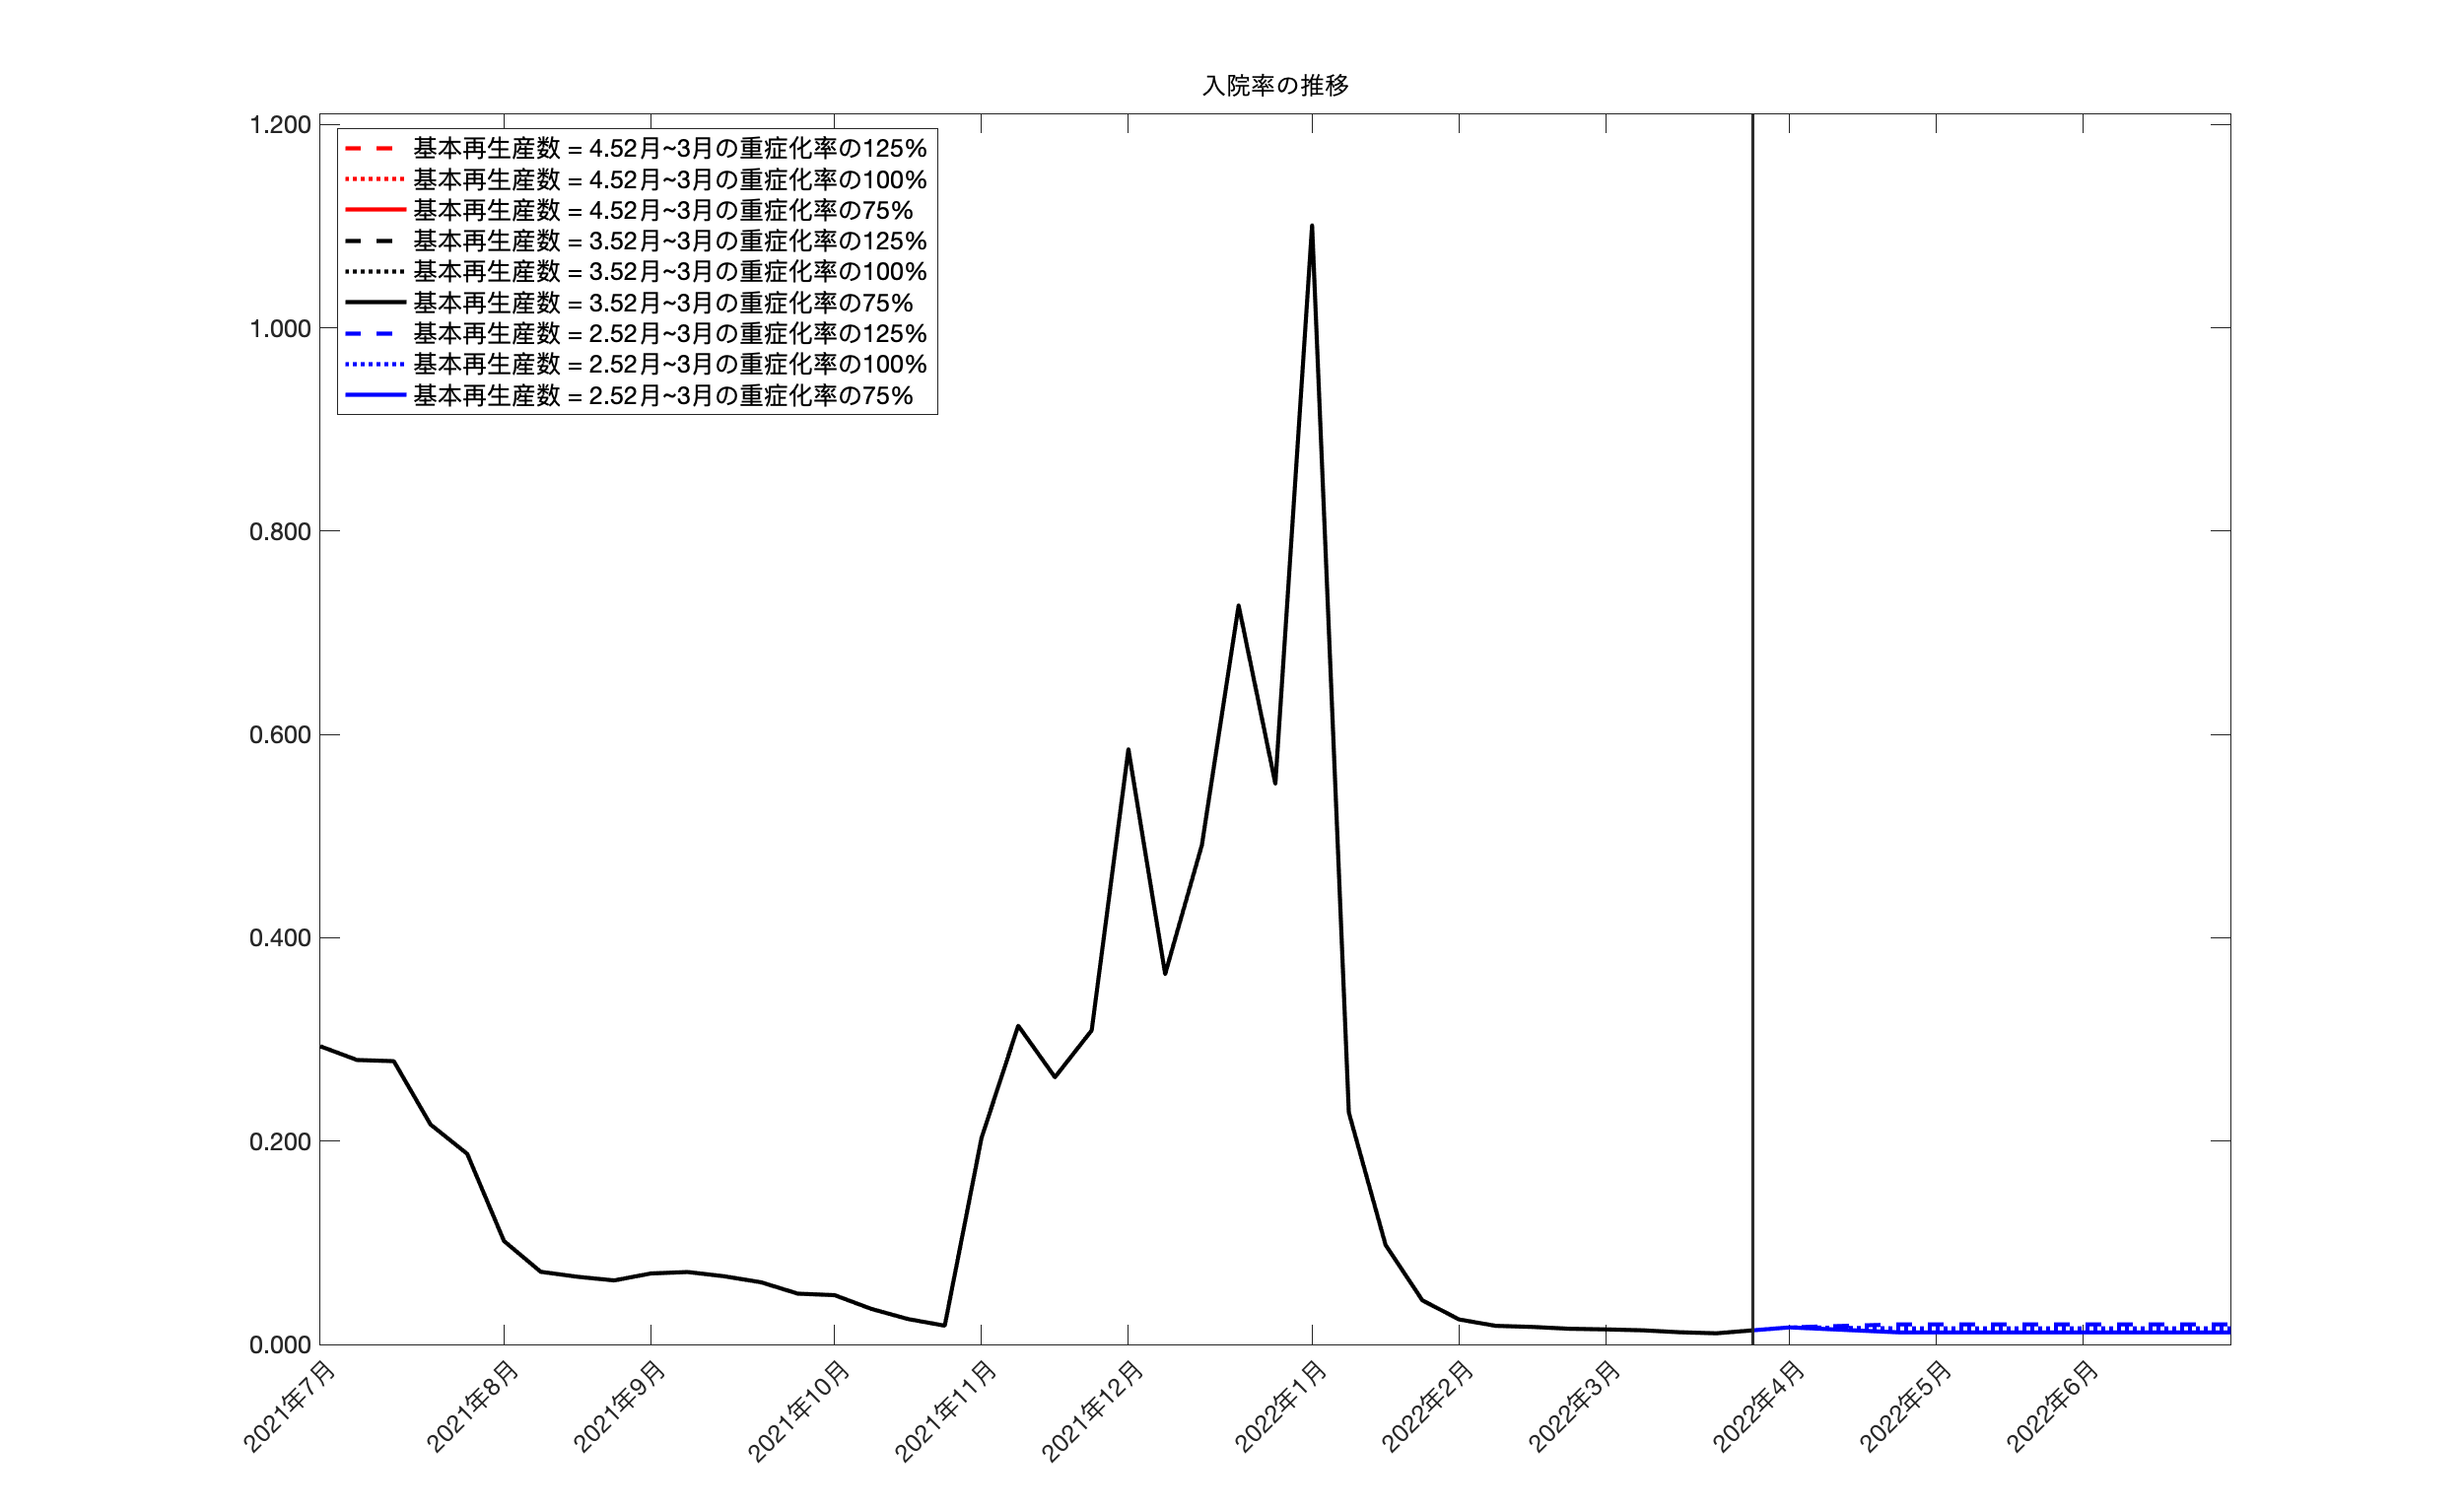 入院率の推移
1.200
1.000
0.800
0.600
0.400
0.200
0.000
基本再生産数 = 4.52月~3月の重症化率の125%
基本再生産数 = 4.52月~3月の重症化率の100%
基本再生産数 = 4.52月~3月の重症化率の75%
基本再生産数 = 3.52月~3月の重症化率の125%
基本再生産数 = 3.52月~3月の重症化率の100%
基本再生産数 = 3.52月~3月の重症化率の75%
基本再生産数 = 2.52月~3月の重症化率の125%
基本再生産数 = 2.52月~3月の重症化率の100%
基本再生産数 = 2.52月~3月の重症化率の75%
2021年7月
2021年8月
2021年9月
2021年10月
2021年11月
2021年12月
2022年1月
2022年2月
2022年3月
2022年4月
2022年5月
2022年6月